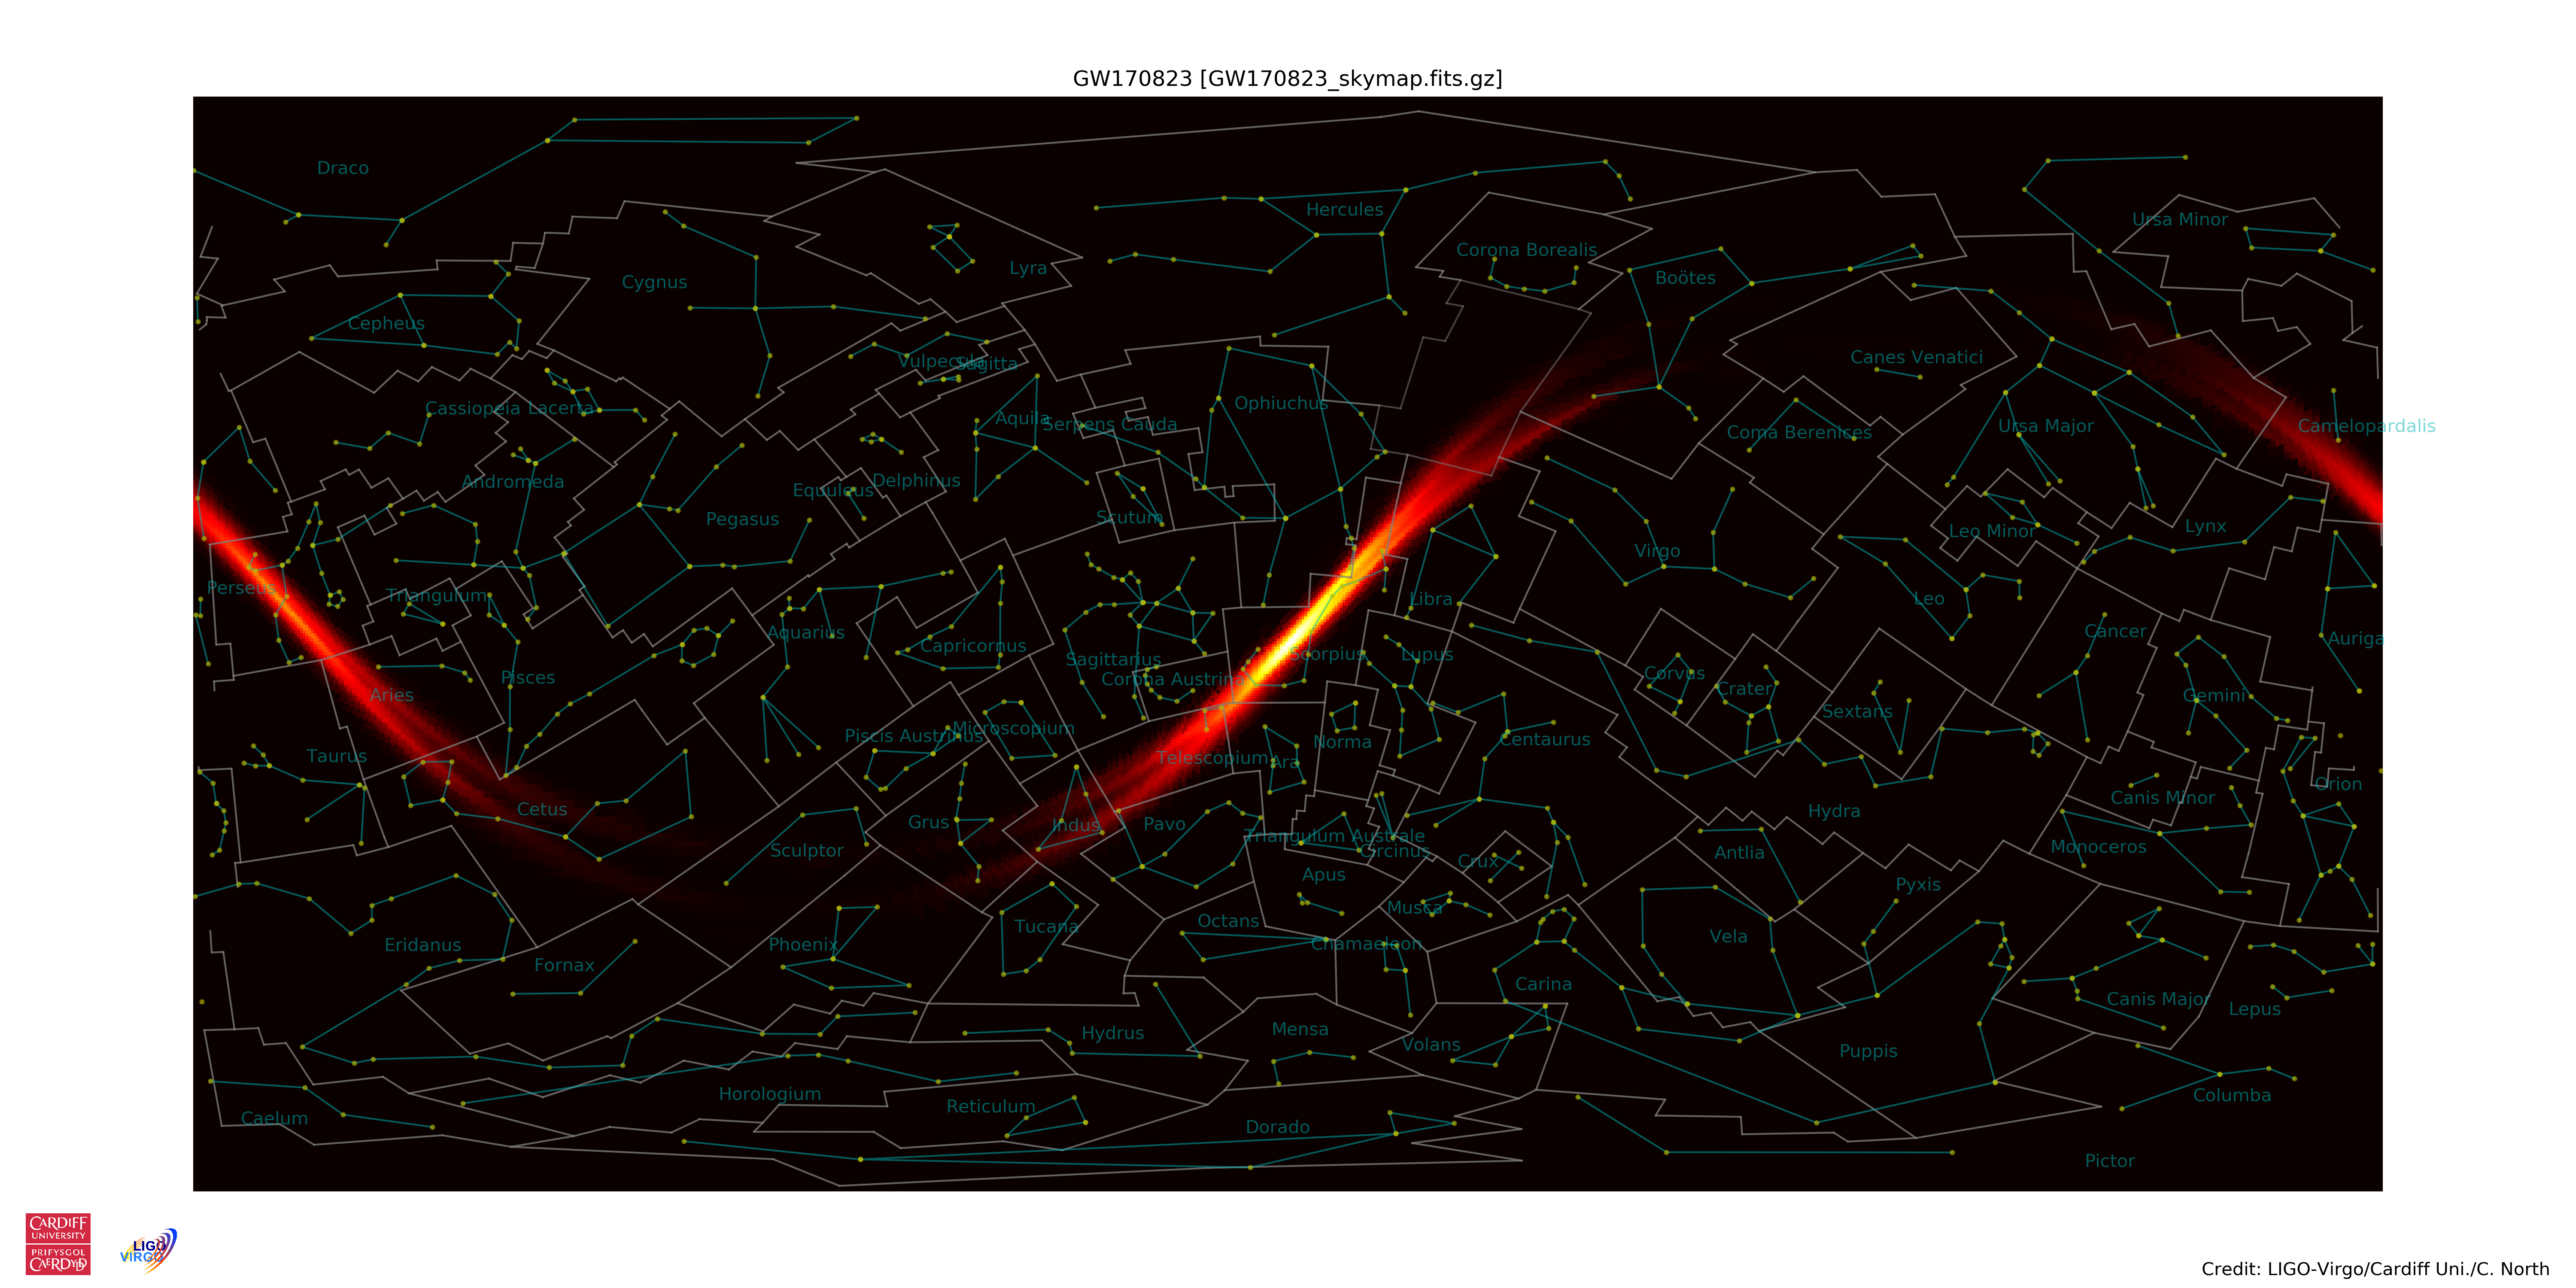 GW170823 [GW170823_skymap.fits.gz]
Draco
Hercules
Ursa Minor
Corona Borealis
Lyra
Boötes
Cygnus
Cepheus
Vulpecula
Sagitta
Canes Venatici
Ophiuchus
Cassiopeia
Lacerta
Aquila
Serpens Cauda
Coma Berenices
Ursa Major
Camelopardalis
Andromeda
Delphinus
Equuleus
Pegasus
Scutum
Leo Minor
Lynx
Virgo
Perseus
Triangulum
Libra
Leo
Aquarius
Cancer
Auriga
Capricornus
Sagittarius
Scorpius
Lupus
Corvus
Pisces
Corona Austrina
Crater
Aries
Gemini
Sextans
Microscopium
Piscis Austrinus
Norma
Centaurus
Taurus
Telescopium
Ara
Orion
Canis Minor
Cetus
Hydra
Grus
Indus
Pavo
Triangulum Australe
Circinus
Sculptor
Antlia
Monoceros
Crux
Apus
Pyxis
Musca
Octans
Tucana
Vela
Eridanus
Phoenix
Chamaeleon
Fornax
Carina
Canis Major
Lepus
Hydrus
Mensa
Volans
Puppis
Horologium
Columba
Reticulum
Caelum
Dorado
Pictor
CARDIFF
UNIVERSITY
PRIFYSGOL
CAERDYDD
LIGO
VIRGO
Credit: LIGO-Virgo/Cardiff Uni./C. North